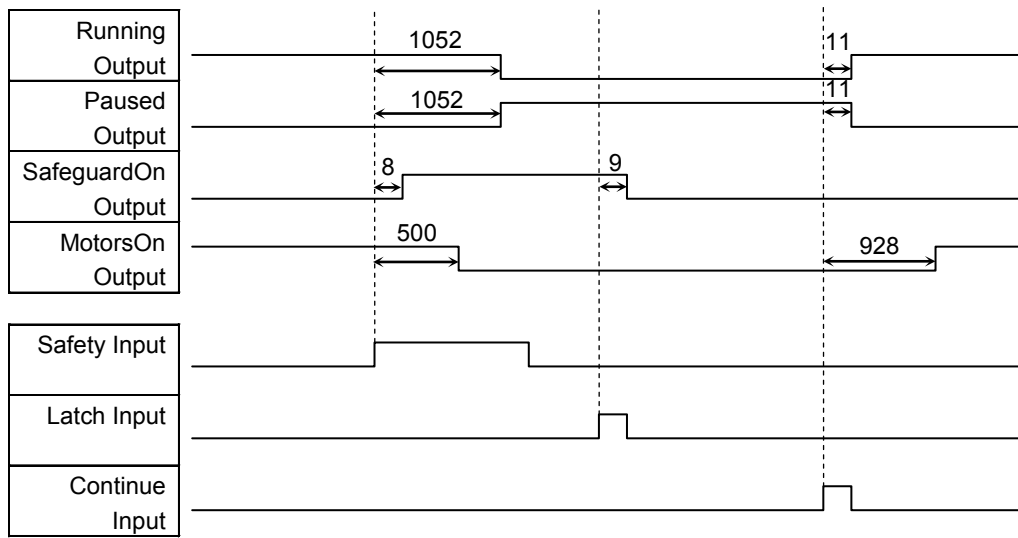 Running
Output
1052
11
Paused
Output
1052
11
SafeguardOn
Output
8
9
MotorsOn
Output
500
928
Safety Input
Latch Input
Continue
Input